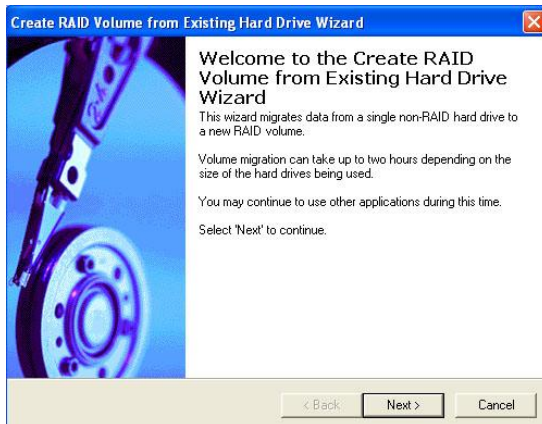 Create RAID Volume from Existing Hard Drive Wizard
Welcome to the Create RAID
Volume from Existing Hard Drive
Wizard
This wizard migrates data from a single non-RAID hard drive to
a new RAID volume.
Volume migration can take up to two hours depending on the
size of the hard drives being used.
You may continue to use other applications during this time.
Select 'Next' to continue.
< Back
Next >
Cancel